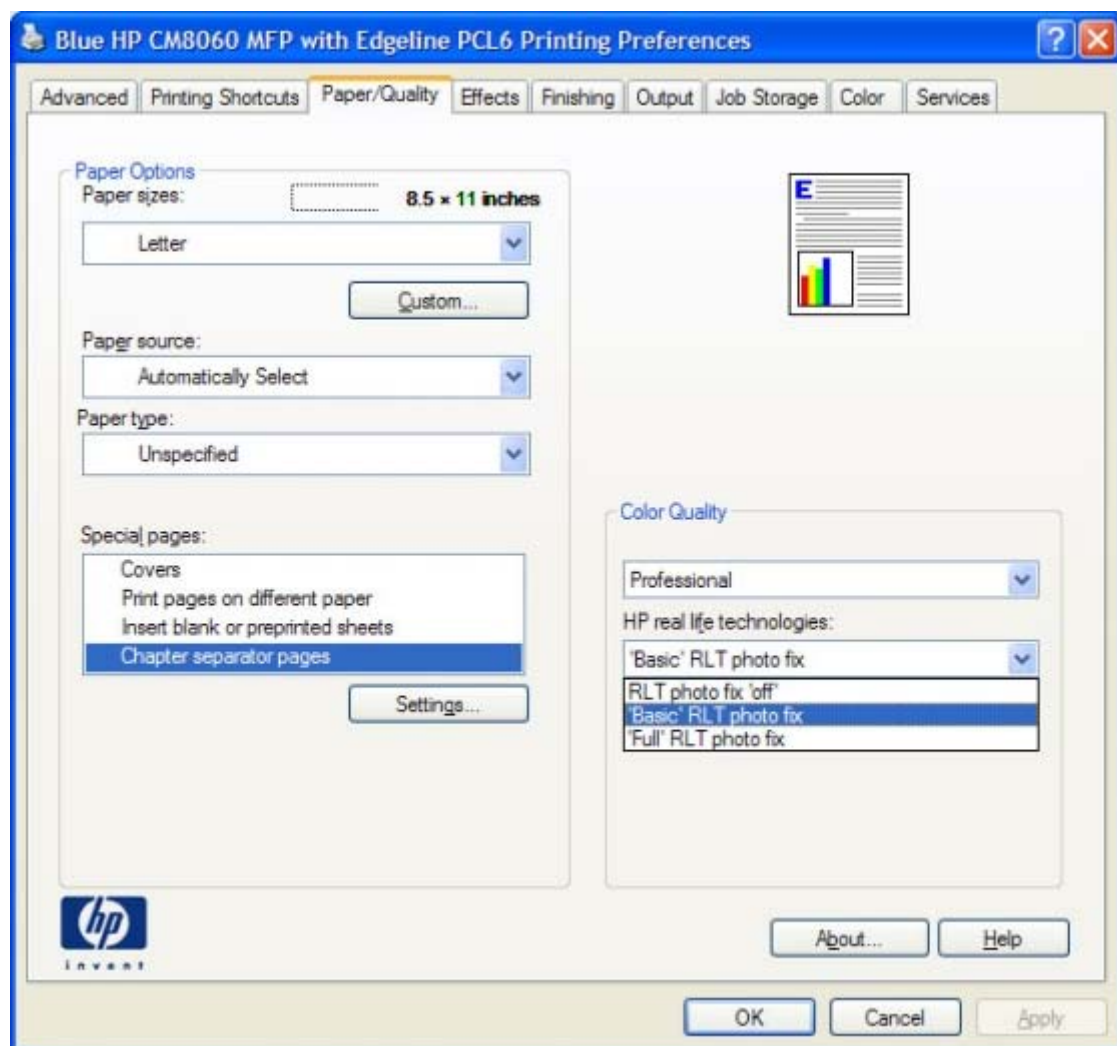 Blue HP CM8060 MFP with Edgeline PCL6 Printing Preferences
Advanced Printing Shortcuts Paper/Quality Effects Finishing Output Job Storage Color Services
Paper Options
Paper sizes: 8.5 × 11 inches
Letter
Custom...
Paper source:
Automatically Select
Paper type:
Unspecified
Special pages:
Covers
Print pages on different paper
Insert blank or preprinted sheets
Chapter separator pages
Settings...
E
Color Quality
Professional
HP real life technologies:
'Basic' RLT photo fix
RLT photo fix 'off'
'Basic' RLT photo fix
'Full' RLT photo fix
hp
invent
About... Help
OK Cancel Apply